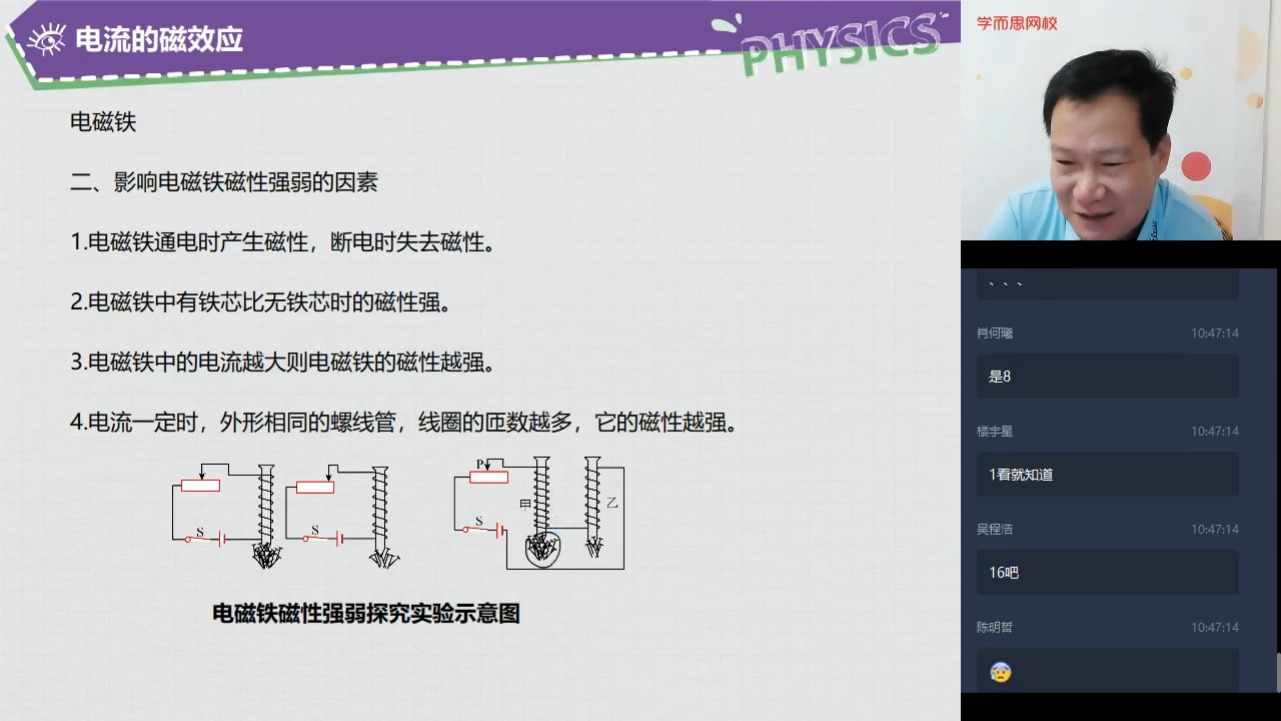 电流的磁效应
PHYSICS
学而思网校
电磁铁
二、影响电磁铁磁性强弱的因素
1.电磁铁通电时产生磁性，断电时失去磁性。
2.电磁铁中有铁芯比无铁芯时的磁性强。
3.电磁铁中的电流越大则电磁铁的磁性越强。
4.电流一定时，外形相同的螺线管，线圈的匝数越多，它的磁性越强。
S
S
P
甲
乙
S
电磁铁磁性强弱探究实验示意图
、、、
肖何曦 10:47:14
是8
楼宇星 10:47:14
1看就知道
吴程浩 10:47:14
16吧
陈明哲 10:47:14